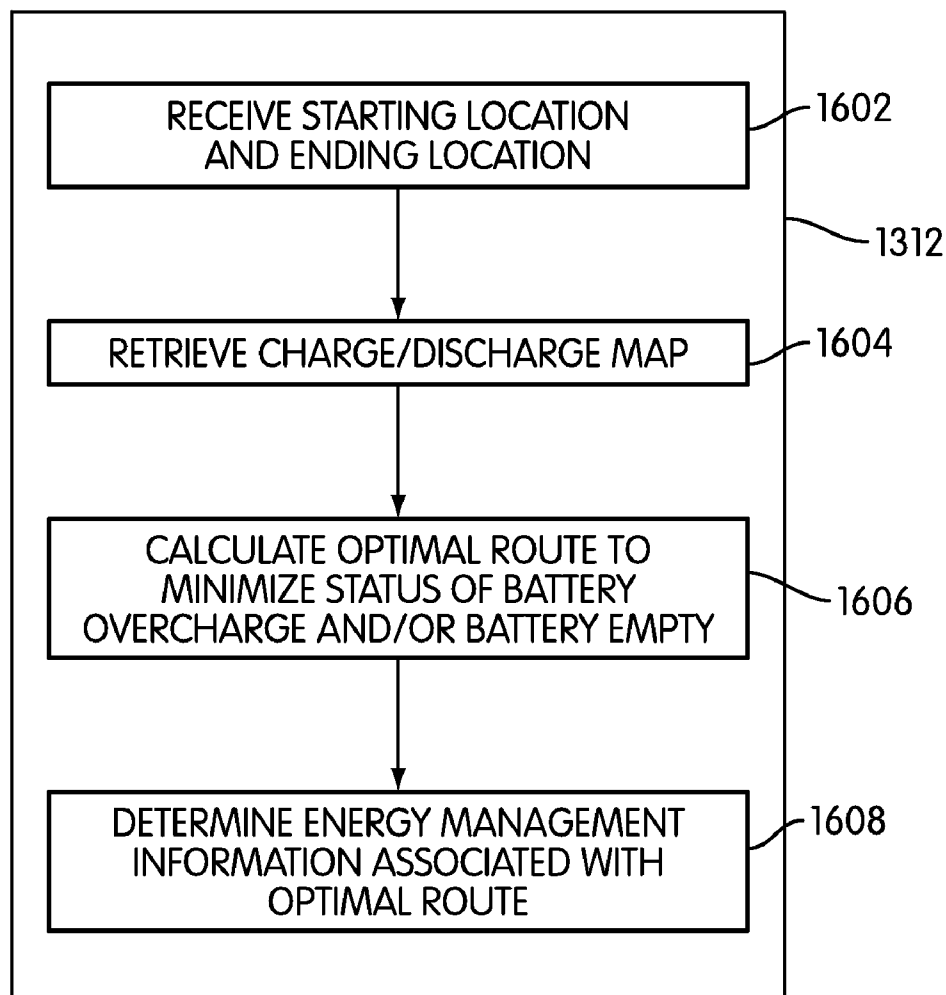 RECEIVE STARTING LOCATION
AND ENDING LOCATION
1602
1312
RETRIEVE CHARGE/DISCHARGE MAP
1604
CALCULATE OPTIMAL ROUTE TO
MINIMIZE STATUS OF BATTERY
OVERCHARGE AND/OR BATTERY EMPTY
1606
DETERMINE ENERGY MANAGEMENT
INFORMATION ASSOCIATED WITH
OPTIMAL ROUTE
1608